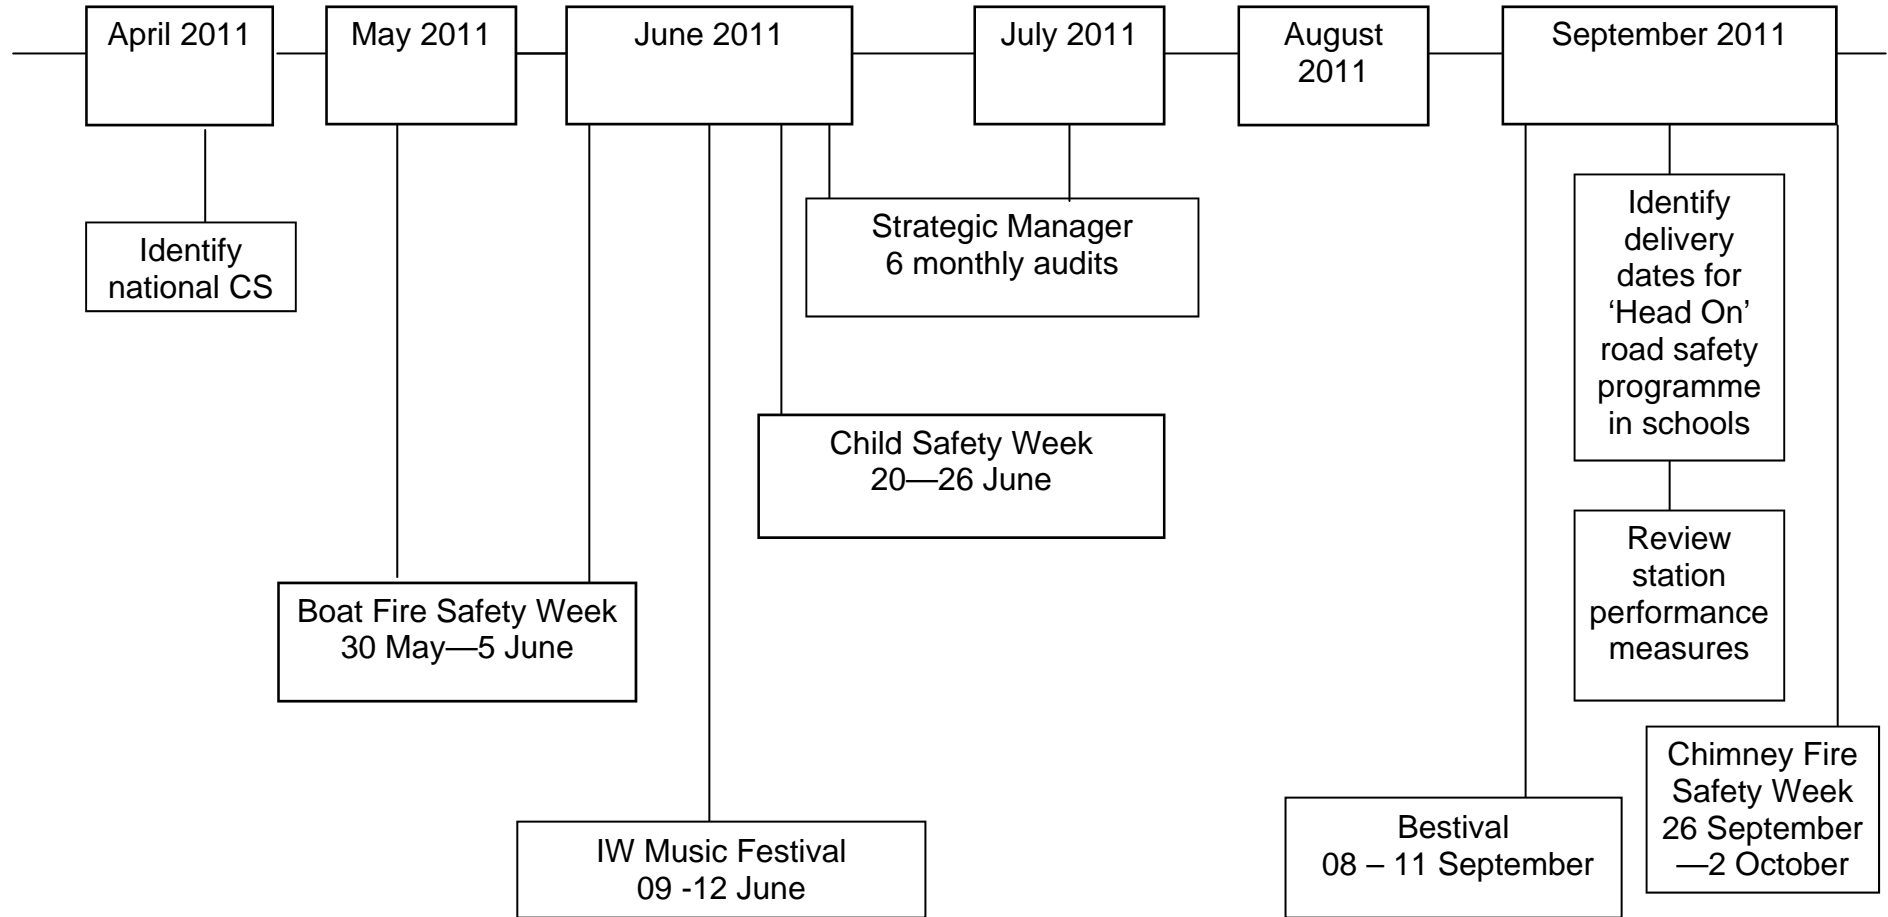 April 2011
May 2011
June 2011
July 2011
August
2011
September 2011
Identify
national CS
Strategic Manager
6 monthly audits
Identify
delivery
dates for
‘Head On’
road safety
programme
in schools
Child Safety Week
20—26 June
Review
station
performance
measures
Boat Fire Safety Week
30 May—5 June
Chimney Fire
Safety Week
26 September
—2 October
Bestival
08 – 11 September
IW Music Festival
09 -12 June